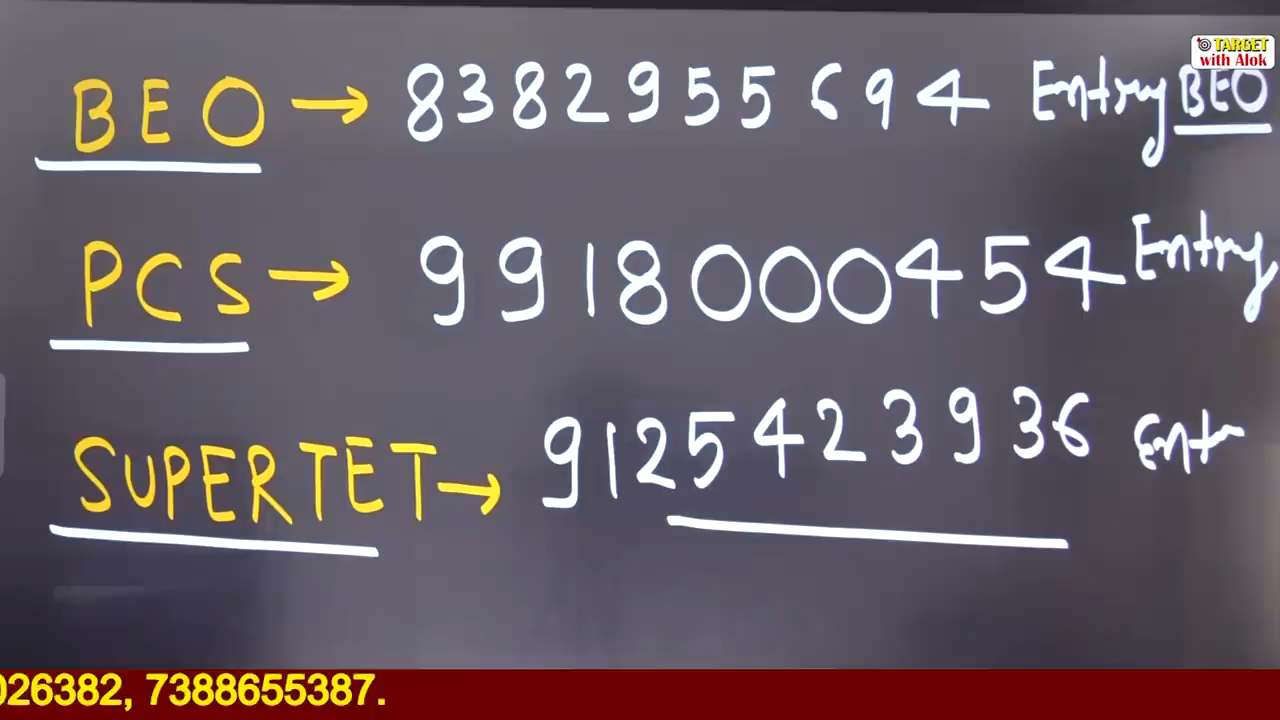 TARGET
with Alok
BEO → 8382955694 Entry BEO
PCS → 9918000454 Entry
SUPERTET → 9125423936 Entr
026382, 7388655387.